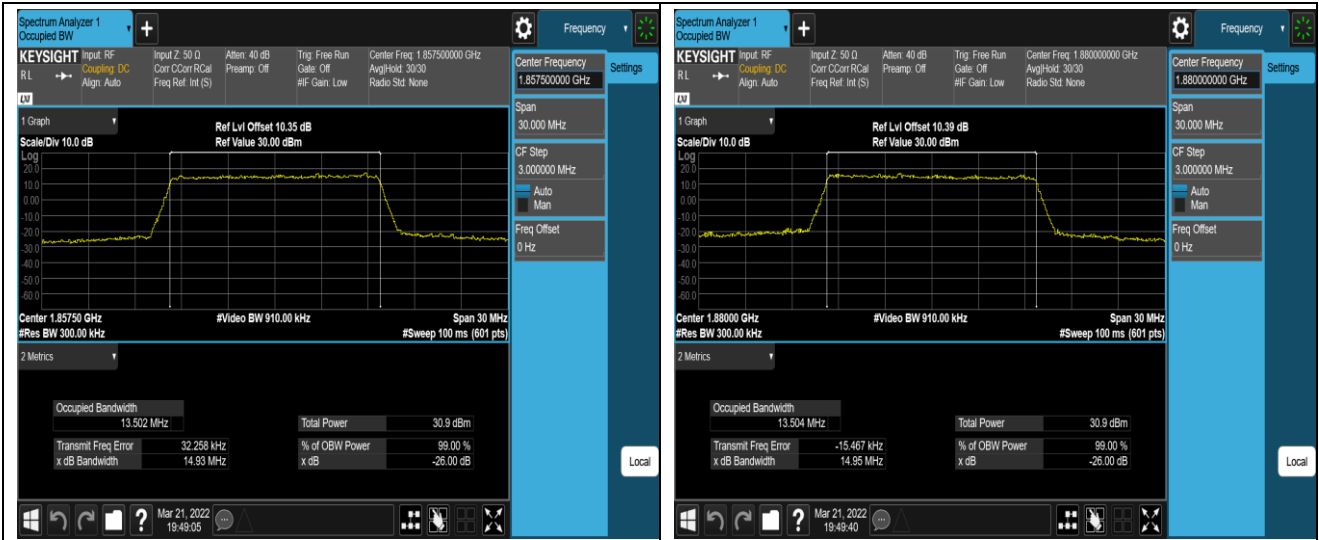 Spectrum Analyzer 1
Occupied BW
+
Frequency
KEYSIGHT
RL
LXI
Input: RF
Coupling: DC
Align: Auto
Input Z: 50 Ω
Corr CCorr RCal
Freq Ref: Int (S)
Atten: 40 dB
Preamp: Off
Trig: Free Run
Gate: Off
#IF Gain: Low
Center Freq: 1.857500000 GHz
Avg|Hold: 30/30
Radio Std: None
Center Frequency
1.857500000 GHz
Settings
Span
30.000 MHz
CF Step
3.000000 MHz
Auto
Man
Freq Offset
0 Hz
Local
1 Graph
Scale/Div 10.0 dB
Ref Lvl Offset 10.35 dB
Ref Value 30.00 dBm
Log
20.0
10.0
0.00
-10.0
-20.0
-30.0
-40.0
-50.0
-60.0
Center 1.85750 GHz
#Video BW 910.00 kHz
Span 30 MHz
#Res BW 300.00 kHz
#Sweep 100 ms (601 pts)
2 Metrics
Occupied Bandwidth
13.502 MHz
Total Power 30.9 dBm
Transmit Freq Error 32.258 kHz
% of OBW Power 99.00 %
x dB Bandwidth 14.93 MHz
x dB -26.00 dB
?
Mar 21, 2022
19:49:05
Spectrum Analyzer 1
Occupied BW
+
Frequency
KEYSIGHT
RL
LXI
Input: RF
Coupling: DC
Align: Auto
Input Z: 50 Ω
Corr CCorr RCal
Freq Ref: Int (S)
Atten: 40 dB
Preamp: Off
Trig: Free Run
Gate: Off
#IF Gain: Low
Center Freq: 1.880000000 GHz
Avg|Hold: 30/30
Radio Std: None
Center Frequency
1.880000000 GHz
Settings
Span
30.000 MHz
CF Step
3.000000 MHz
Auto
Man
Freq Offset
0 Hz
Local
1 Graph
Scale/Div 10.0 dB
Ref Lvl Offset 10.39 dB
Ref Value 30.00 dBm
Log
20.0
10.0
0.00
-10.0
-20.0
-30.0
-40.0
-50.0
-60.0
Center 1.88000 GHz
#Video BW 910.00 kHz
Span 30 MHz
#Res BW 300.00 kHz
#Sweep 100 ms (601 pts)
2 Metrics
Occupied Bandwidth
13.504 MHz
Total Power 30.9 dBm
Transmit Freq Error -15.467 kHz
% of OBW Power 99.00 %
x dB Bandwidth 14.95 MHz
x dB -26.00 dB
?
Mar 21, 2022
19:49:40